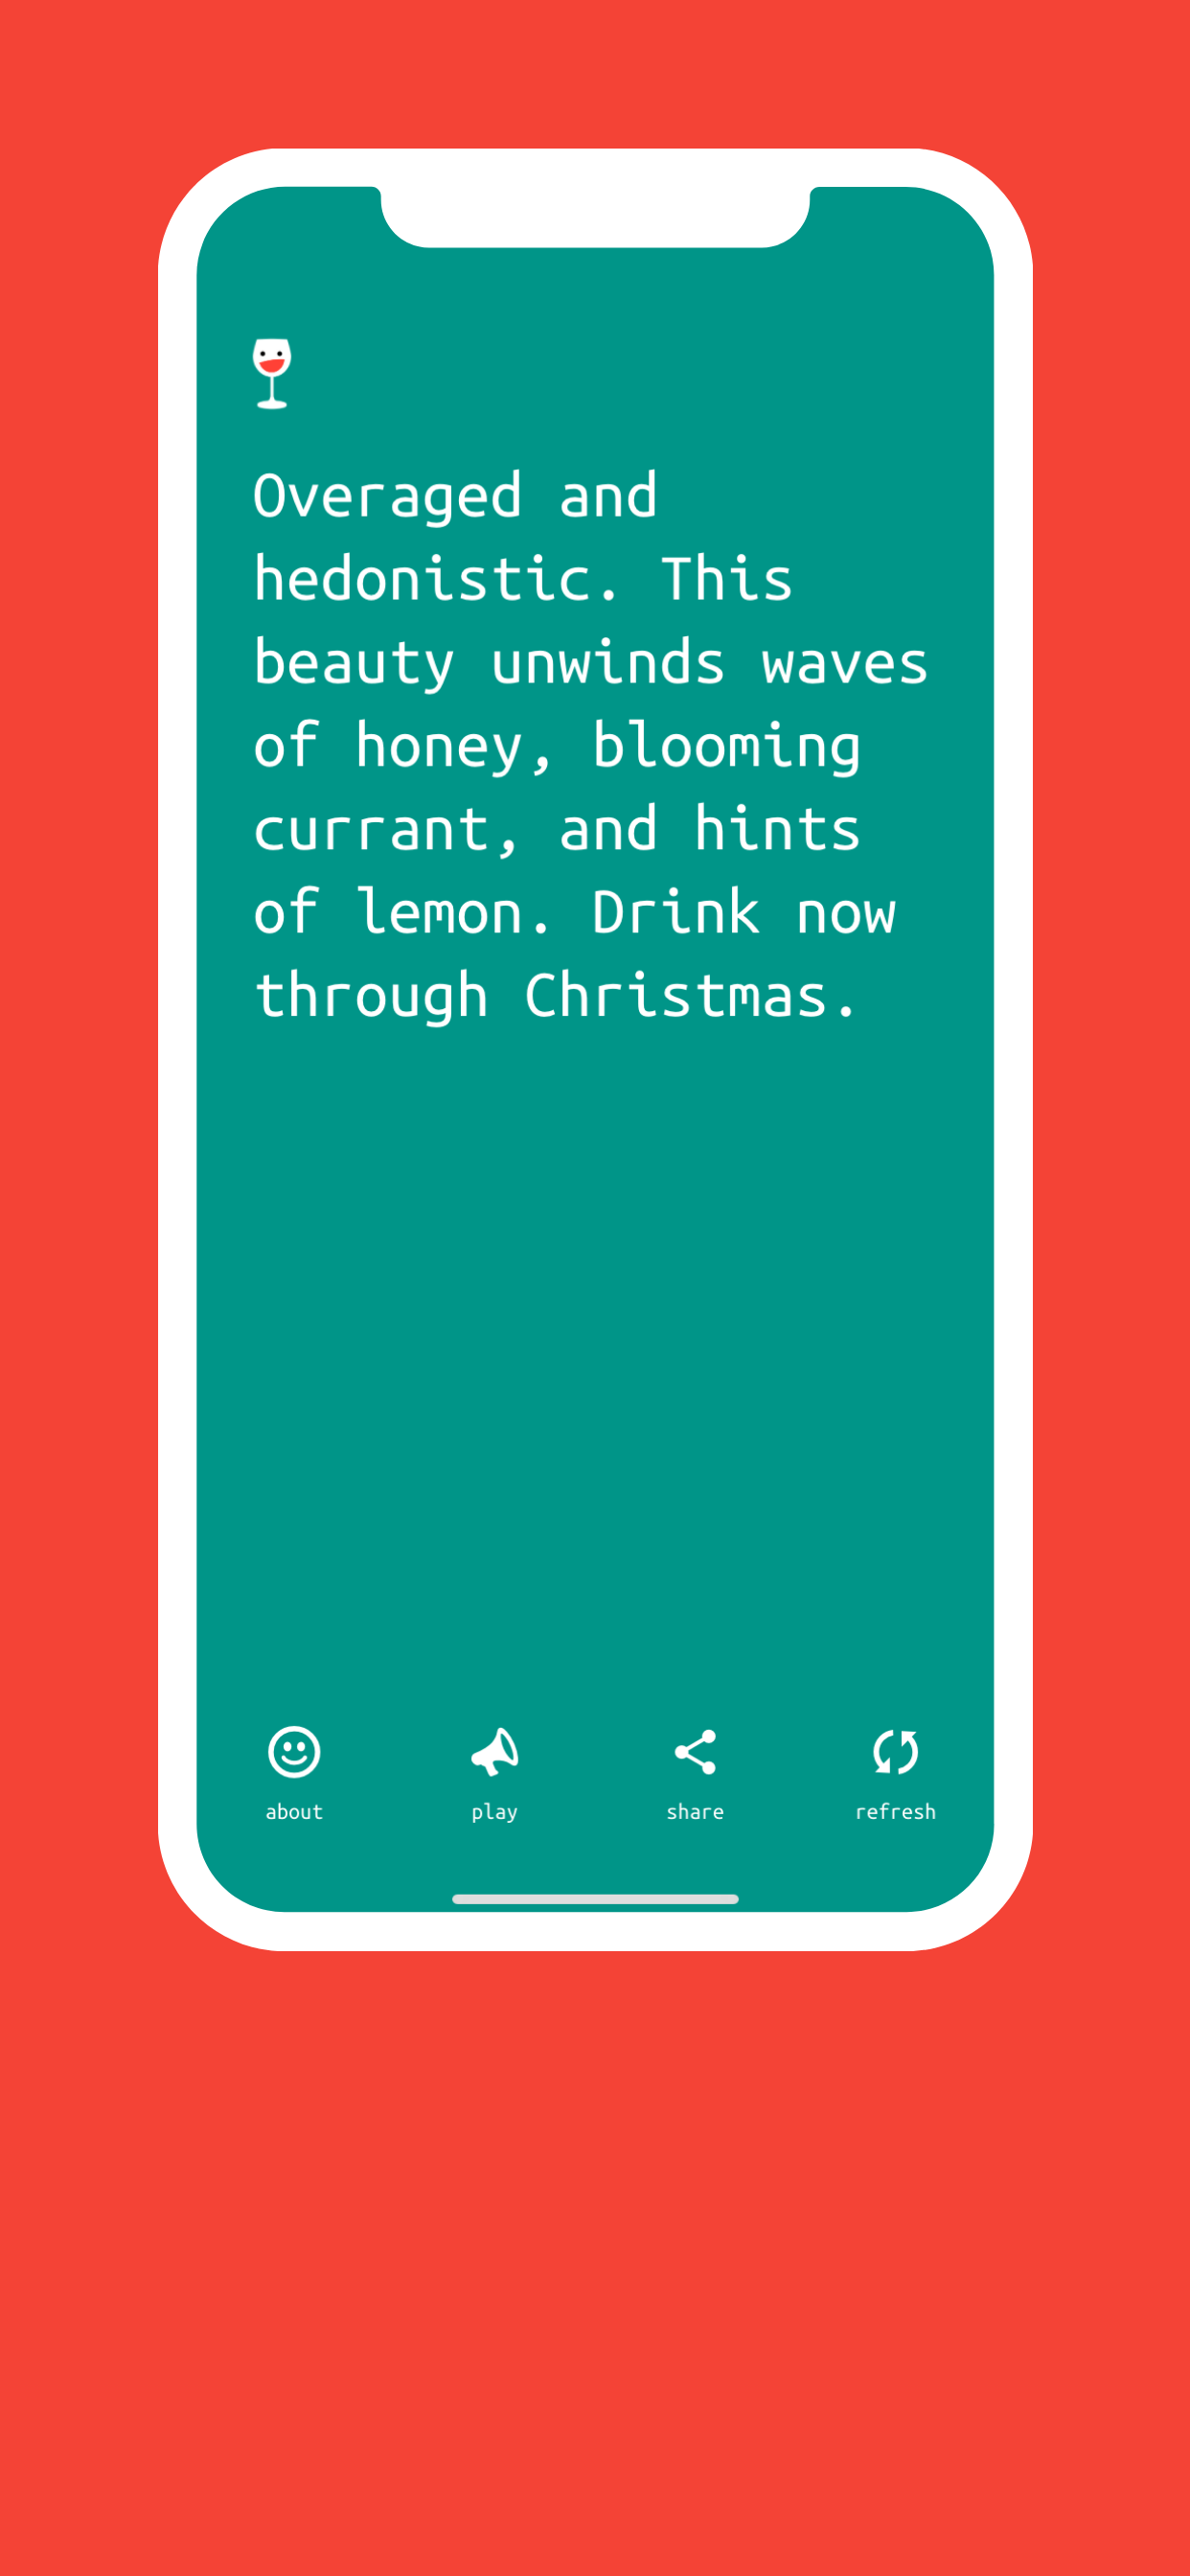 Overaged and
hedonistic. This
beauty unwinds waves
of honey, blooming
currant, and hints
of lemon. Drink now
through Christmas.
about play share refresh